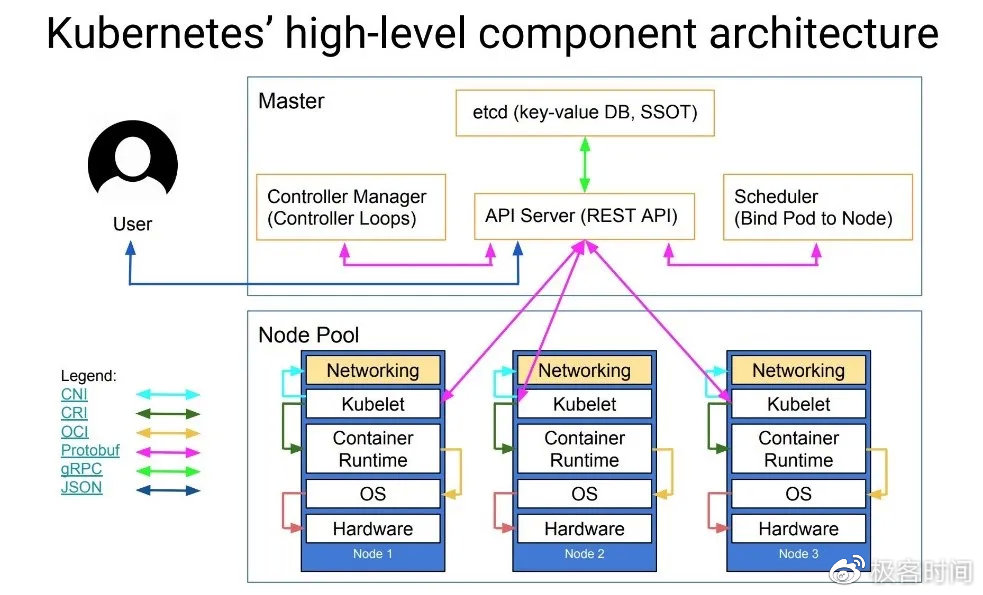 Kubernetes’ high-level component architecture
Master
etcd (key-value DB, SSOT)
Controller Manager
(Controller Loops)
API Server (REST API)
Scheduler
(Bind Pod to Node)
User
Node Pool
Networking
Kubelet
Container
Runtime
OS
Hardware
Node 1
Networking
Kubelet
Container
Runtime
OS
Hardware
Node 2
Networking
Kubelet
Container
Runtime
OS
Hardware
Node 3
Legend:
CNI
CRI
OCI
Protobuf
gRPC
JSON
极客时间